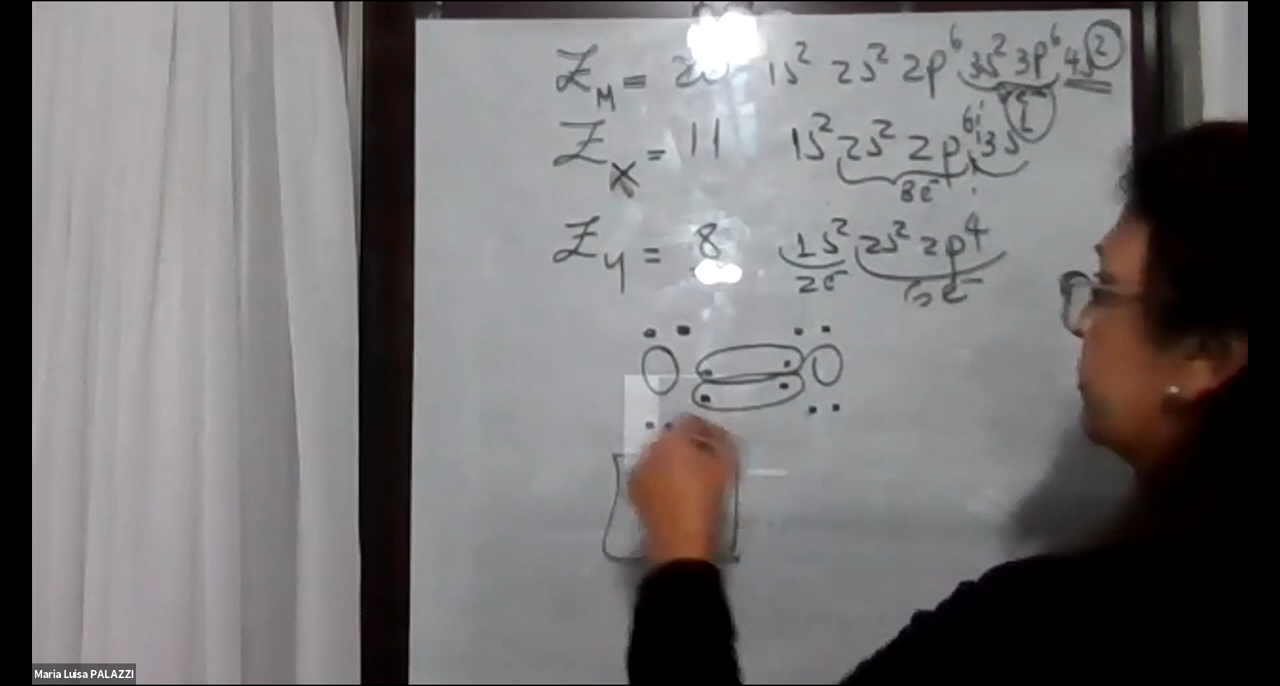 Z_M = 20 1s² 2s² 2p⁶ 3s² 3p⁶ 4s²
8e⁻
Z_X = 11 1s² 2s² 2p⁶ 3s¹
8e⁻
Z_Y = 8 1s² 2s² 2p⁴
2e⁻ 6e⁻
O O
Maria Luisa PALAZZI